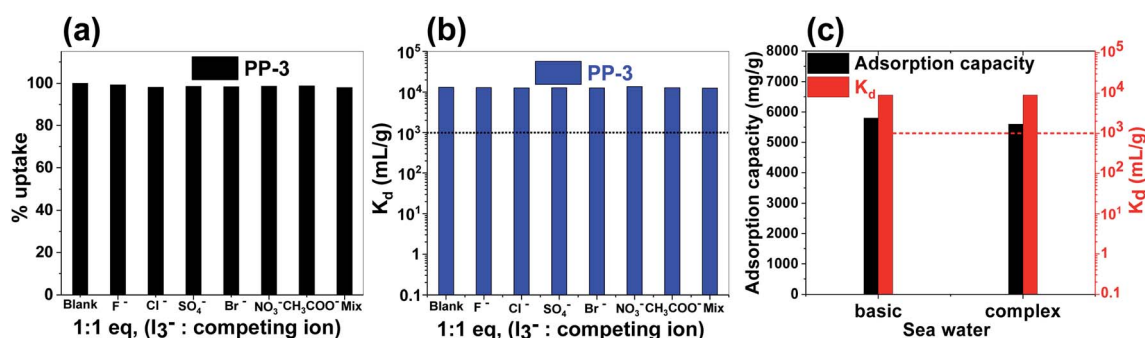 (a)
PP-3
% uptake
100
80
60
40
20
0
Blank F⁻ Cl⁻ SO₄⁻ Br⁻ NO₃⁻ CH₃COO⁻ Mix
1:1 eq, (I₃⁻ : competing ion)
(b)
PP-3
K_d (mL/g)
10⁵
10⁴
10³
10²
10¹
1
0.1
Blank F⁻ Cl⁻ SO₄⁻ Br⁻ NO₃⁻ CH₃COO⁻ Mix
1:1 eq, (I₃⁻ : competing ion)
(c)
Adsorption capacity
K_d
Adsorption capacity (mg/g)
8000
7000
6000
5000
4000
3000
2000
1000
0
10⁵
10⁴
10³
10²
10¹
1
0.1
Kd (mL/g)
basic complex
Sea water